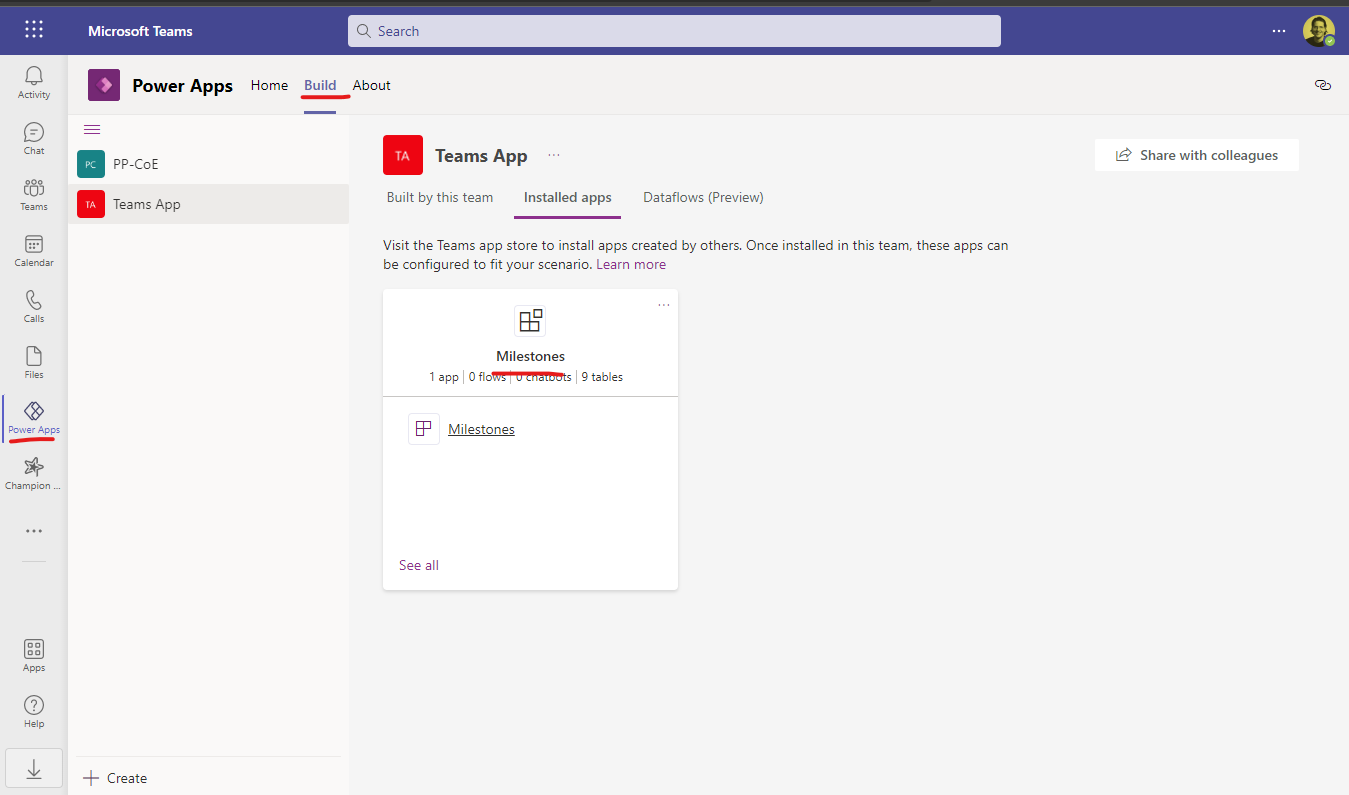 Microsoft Teams
Search
...
Activity
Chat
Teams
Calendar
Calls
Files
Power Apps
Champion ...
...
Apps
Help
Power Apps Home Build About
PC PP-CoE
TA Teams App
Create
TA Teams App ...
Share with colleagues
Built by this team Installed apps Dataflows (Preview)
Visit the Teams app store to install apps created by others. Once installed in this team, these apps can
be configured to fit your scenario. Learn more
...
Milestones
1 app | 0 flows | 0 chatbots | 9 tables
Milestones
See all